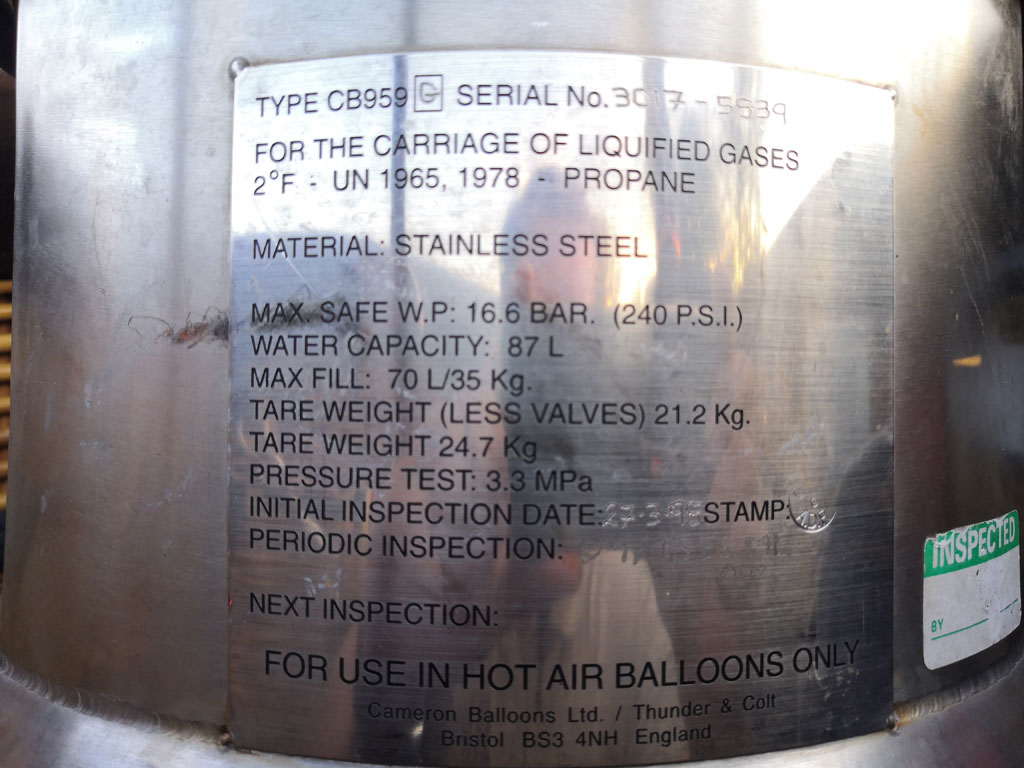 TYPE CB959 G SERIAL No. 3017-5539
FOR THE CARRIAGE OF LIQUIFIED GASES
2°F - UN 1965, 1978 - PROPANE
MATERIAL: STAINLESS STEEL
MAX. SAFE W.P: 16.6 BAR. (240 P.S.I.)
WATER CAPACITY: 87 L
MAX FILL: 70 L/35 Kg.
TARE WEIGHT (LESS VALVES) 21.2 Kg.
TARE WEIGHT 24.7 Kg
PRESSURE TEST: 3.3 MPa
INITIAL INSPECTION DATE: STAMP:
PERIODIC INSPECTION:
NEXT INSPECTION:
FOR USE IN HOT AIR BALLOONS ONLY
Cameron Balloons Ltd. / Thunder & Colt
Bristol BS3 4NH England
INSPECTED
BY